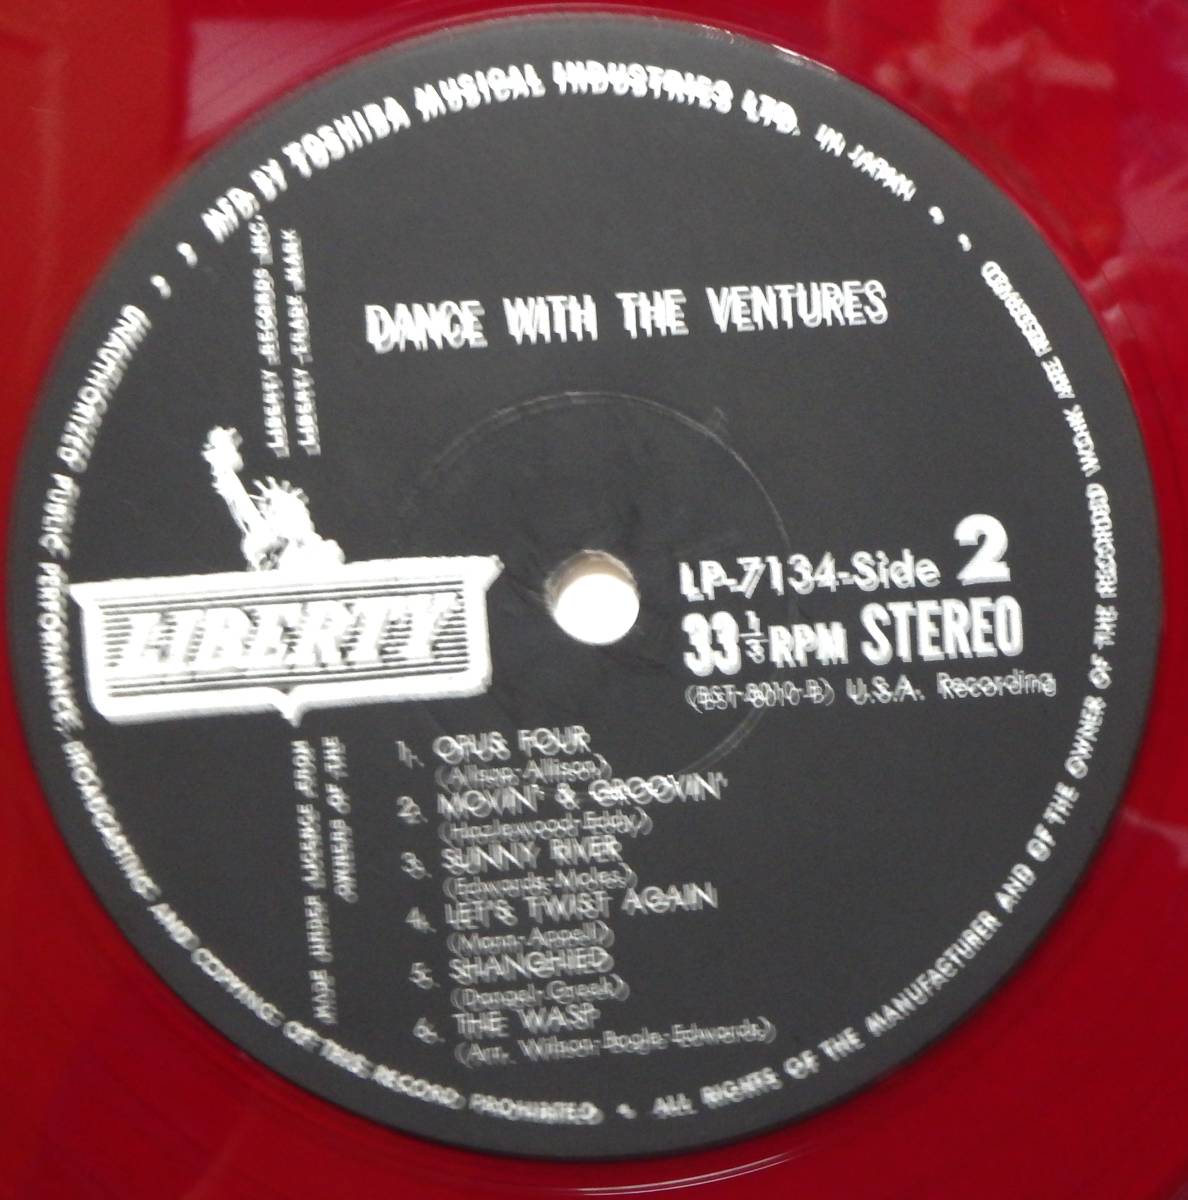 MFD. BY TOSHIBA MUSICAL INDUSTRIES LTD. IN JAPAN
DANCE WITH THE VENTURES
LIBERTY RECORDS INC.
LIBERTY TRADE MARK
LIBERTY
LP-7134-Side 2
33 1/3 RPM STEREO
(BST-8010-B) U.S.A. Recording
MADE UNDER LICENCE FROM
OWNERS OF THE
1. OPUS FOUR
(Allison-Allison)
2. MOVIN' & GROOVIN'
(Hazlewood-Eddy)
3. SUNNY RIVER
(Edwards-Moles)
4. LET'S TWIST AGAIN
(Mann-Appell)
5. SHANGHIED
(Dangel-Greek)
6. THE WASP
(Arr. Wilson-Bogle-Edwards)
ALL RIGHTS OF THE MANUFACTURER AND OF THE OWNER OF THE RECORDED WORK ARE RESERVED
UNAUTHORIZED PUBLIC PERFORMANCE, BROADCASTING AND COPYING OF THIS RECORD PROHIBITED •